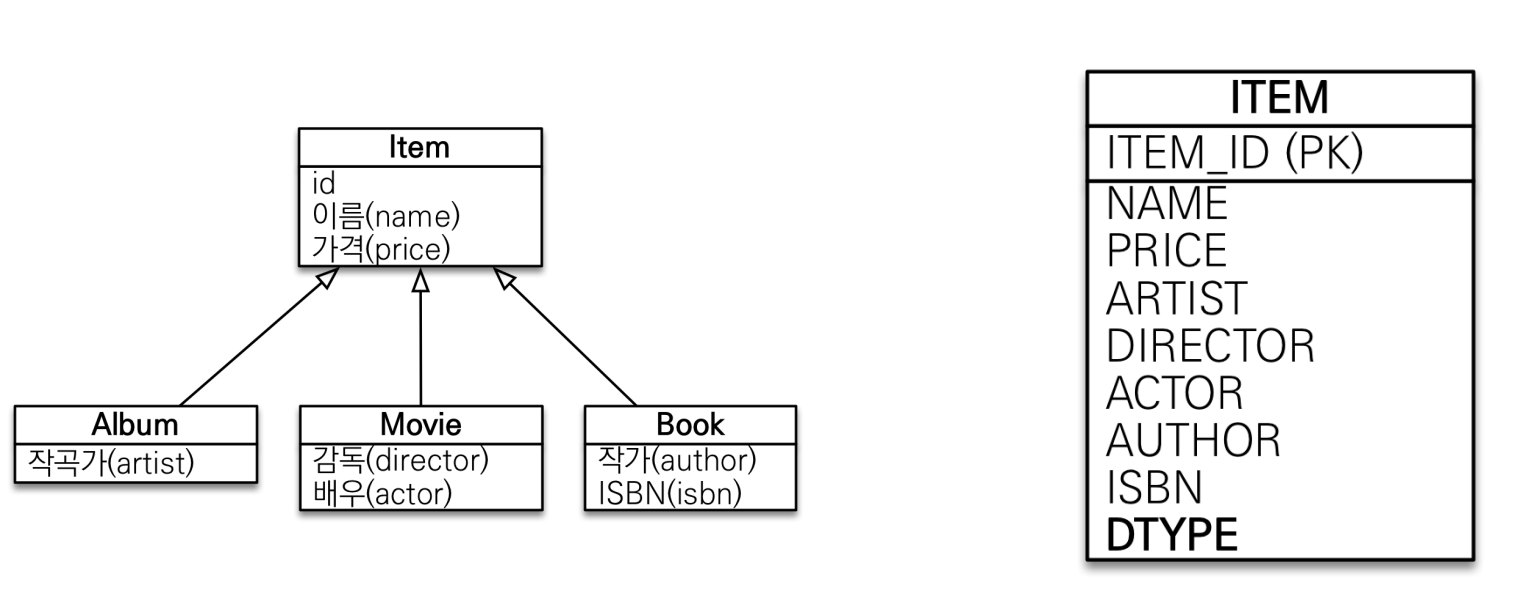 Item
id
이름(name)
가격(price)
Album
작곡가(artist)
Movie
감독(director)
배우(actor)
Book
작가(author)
ISBN(isbn)
ITEM
ITEM_ID (PK)
NAME
PRICE
ARTIST
DIRECTOR
ACTOR
AUTHOR
ISBN
DTYPE